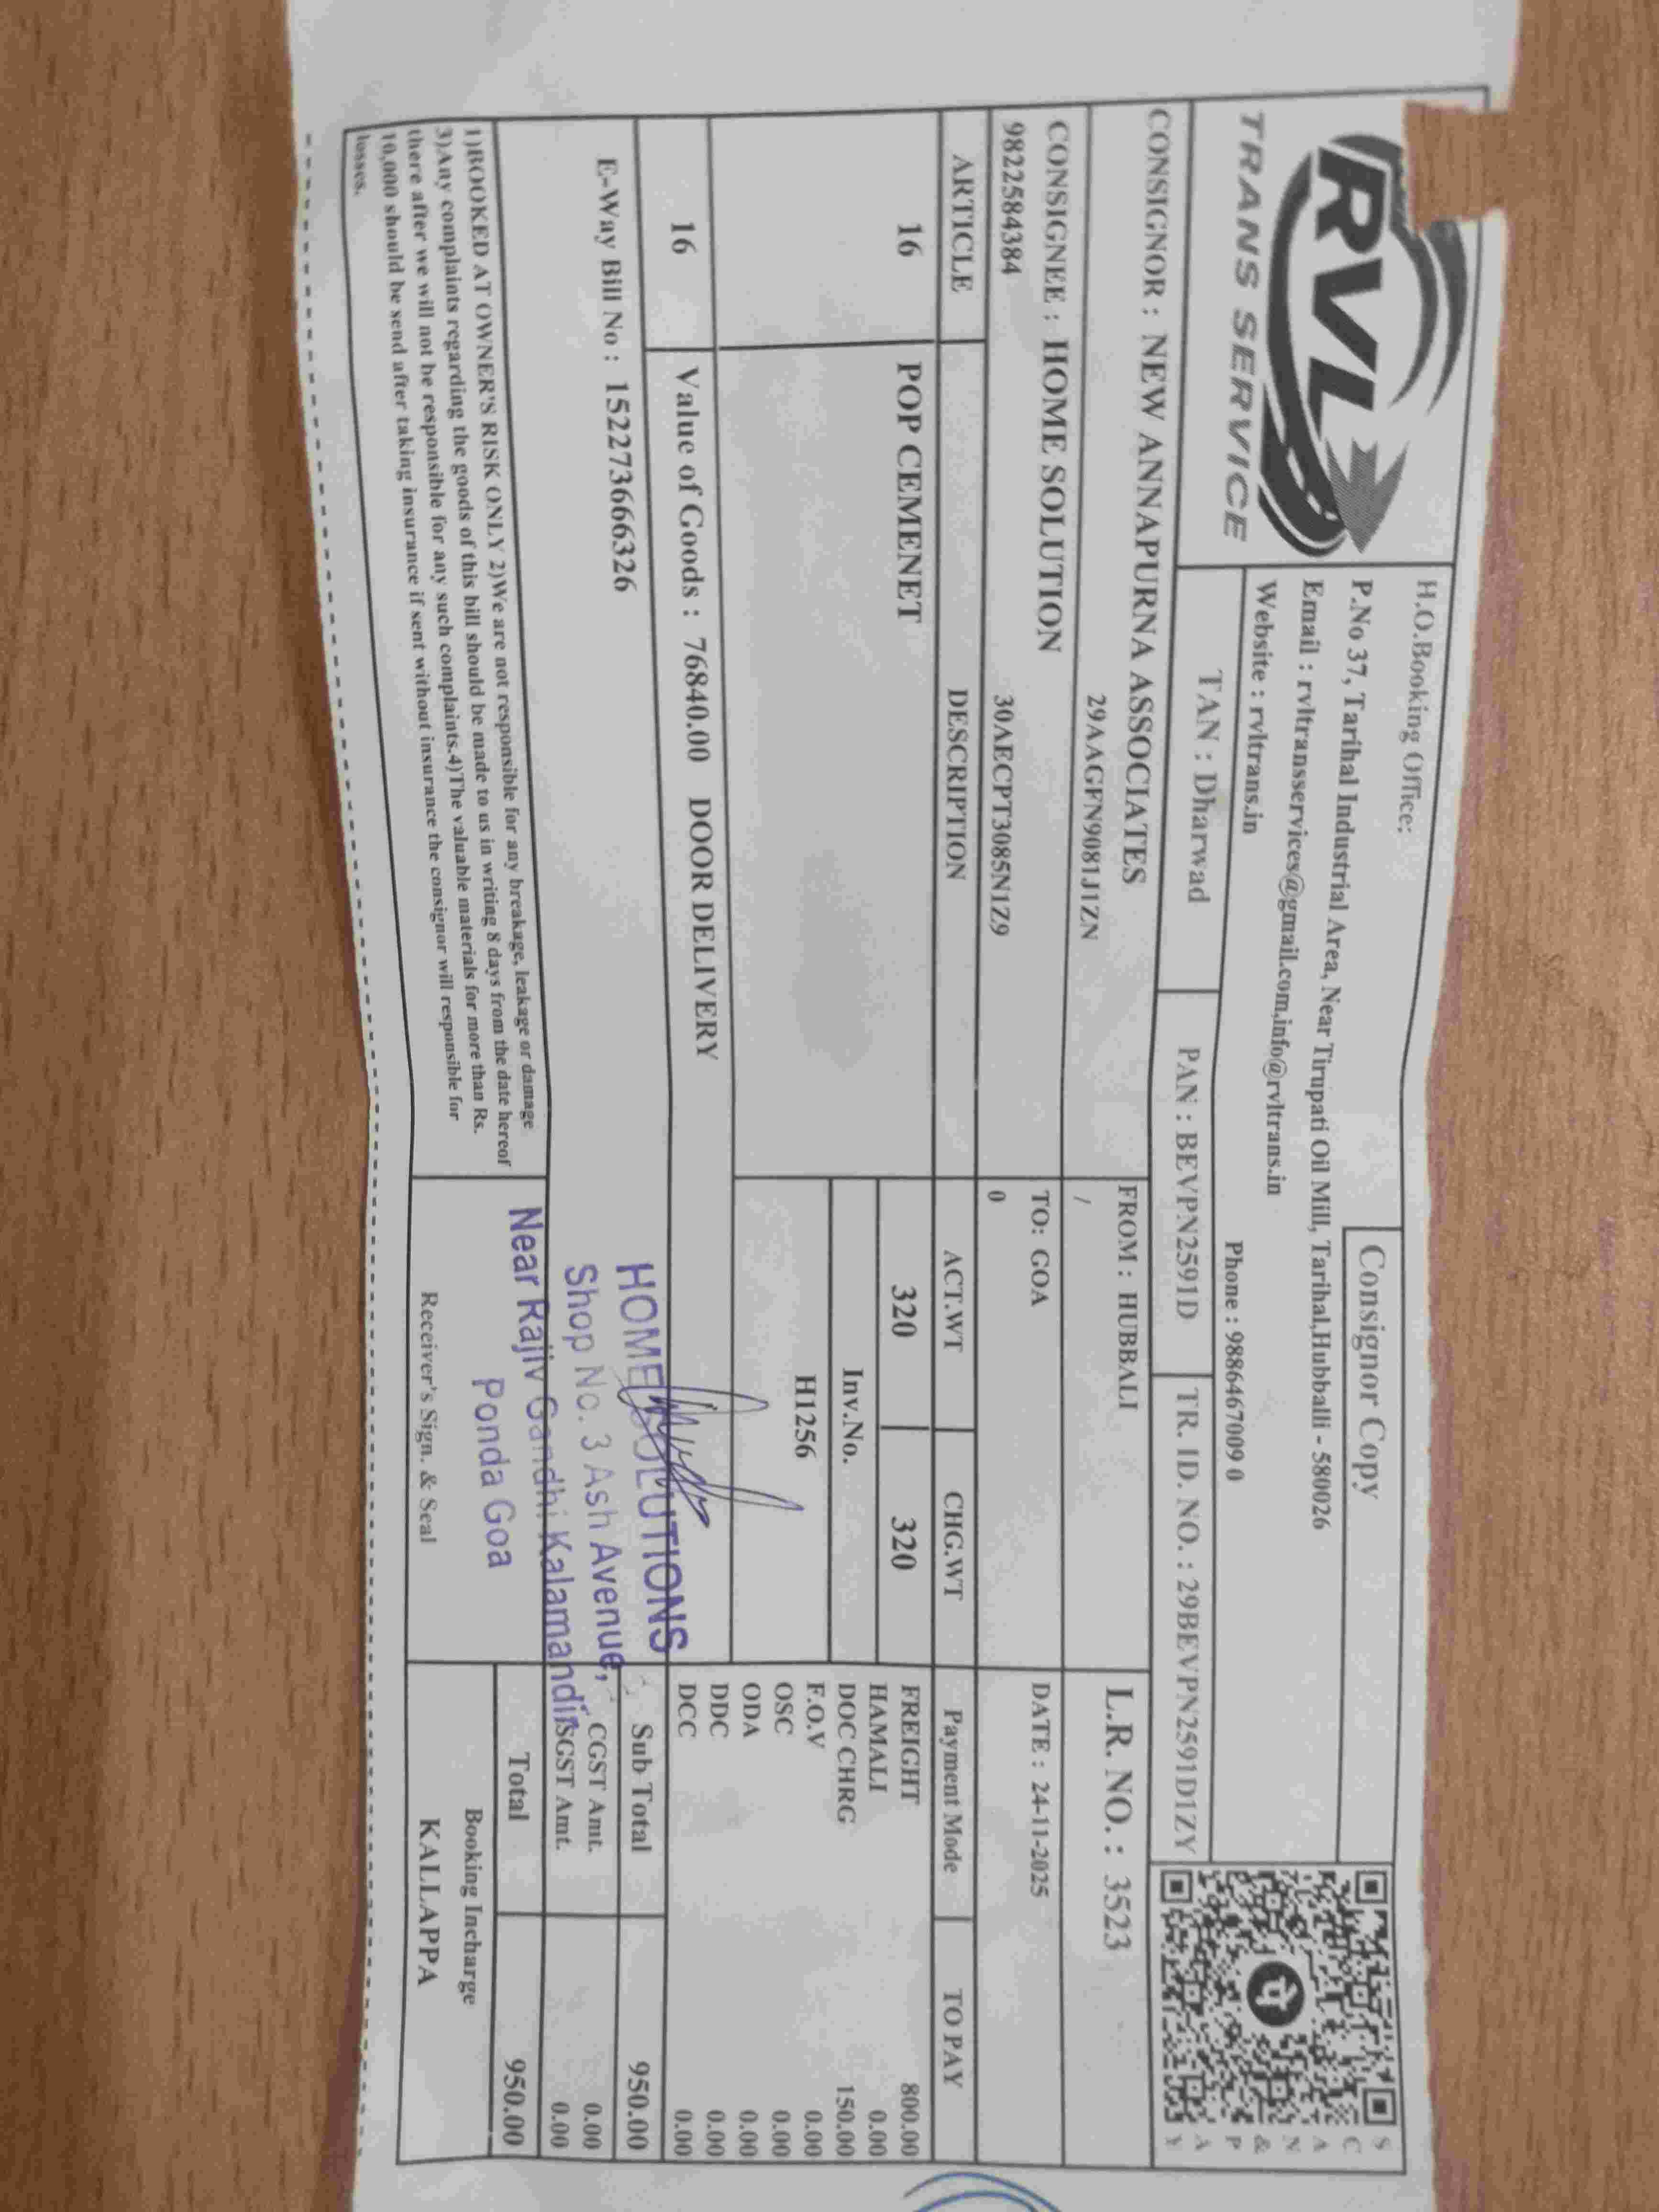 RVL
TRANS SERVICE
H.O.Booking Office:
Consignor Copy
P.No 37, Tarihal Industrial Area, Near Tirupati Oil Mill, Tarihal,Hubballi - 580026
Email : rvltransservices@gmail.com,info@rvltrans.in
Website : rvltrans.in
Phone : 9886467009 0
SCAN & PAY
TAN : Dharwad
PAN : BEVPN2591D
TR. ID. NO. : 29BEVPN2591D1ZY
CONSIGNOR : NEW ANNAPURNA ASSOCIATES
29AAGFN9081J1ZN
FROM : HUBBALI
/
L.R. NO. : 3523
CONSIGNEE : HOME SOLUTION
9822584384
30AECPT3085N1Z9
TO: GOA
0
DATE : 24-11-2025
ARTICLE DESCRIPTION ACT.WT CHG.WT Payment Mode TO PAY
16 POP CEMENET 320 320
FREIGHT 800.00
HAMALI 0.00
Inv.No.
DOC CHRG 150.00
H1256
F.O.V 0.00
OSC 0.00
ODA 0.00
DDC 0.00
DCC 0.00
16 Value of Goods : 76840.00 DOOR DELIVERY
Sub Total 950.00
E-Way Bill No : 152273666326
CGST Amt. 0.00
SGST Amt. 0.00
Total 950.00
HOME SOLUTIONS
Shop No. 3 Ash Avenue,
Near Rajiv Gandhi Kalamandir
Ponda Goa
1)BOOKED AT OWNER'S RISK ONLY 2)We are not responsible for any breakage, leakage or damage
3)Any complaints regarding the goods of this bill should be made to us in writing 8 days from the date hereof
there after we will not be responsible for any such complaints.4)The valuable materials for more than Rs.
10,000 should be send after taking insurance if sent without insurance the consignor will responsible for
losses.
Receiver's Sign. & Seal
Booking Incharge
KALLAPPA